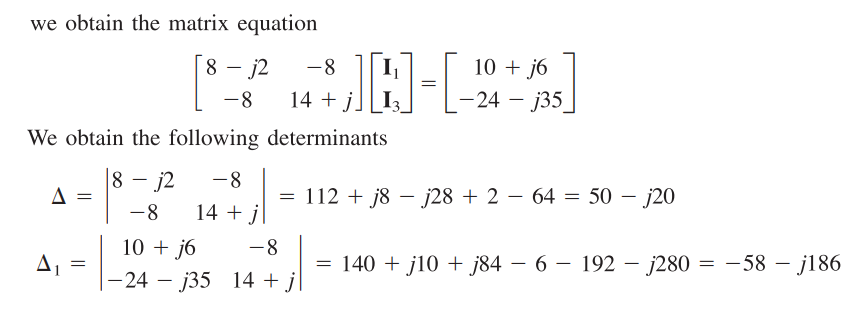 we obtain the matrix equation
[8 − j2 −8
−8 14 + j] [I₁
I₃] = [10 + j6
−24 − j35]
We obtain the following determinants
Δ = |8 − j2 −8
−8 14 + j| = 112 + j8 − j28 + 2 − 64 = 50 − j20
Δ₁ = |10 + j6 −8
−24 − j35 14 + j| = 140 + j10 + j84 − 6 − 192 − j280 = −58 − j186